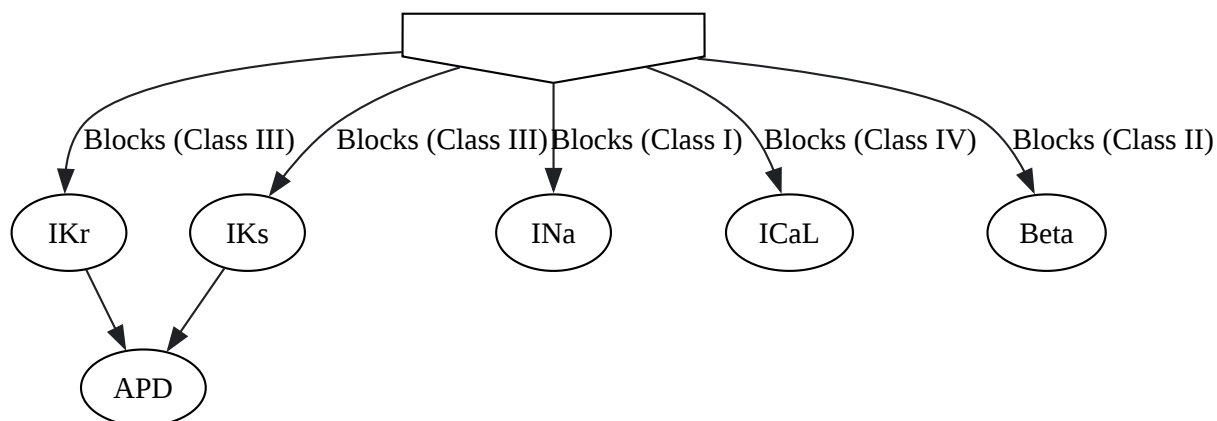 Blocks (Class III)
Blocks (Class III)
Blocks (Class I)
Blocks (Class IV)
Blocks (Class II)
IKr
IKs
INa
ICaL
Beta
APD